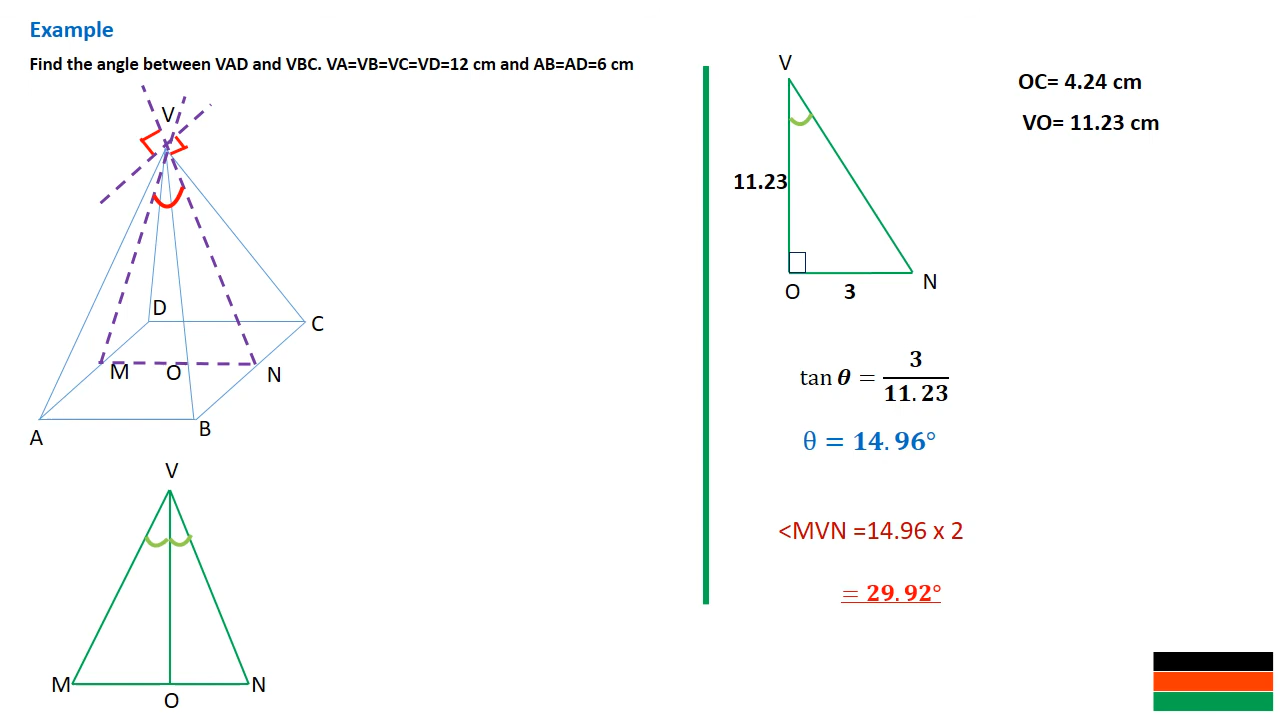 Example
Find the angle between VAD and VBC. VA=VB=VC=VD=12 cm and AB=AD=6 cm
V
D
C
M
O
N
A
B
V
M
O
N
V
11.23
O
3
N
OC= 4.24 cm
VO= 11.23 cm
tan θ = 3/11.23
θ = 14.96°
<MVN =14.96 x 2
= 29.92°